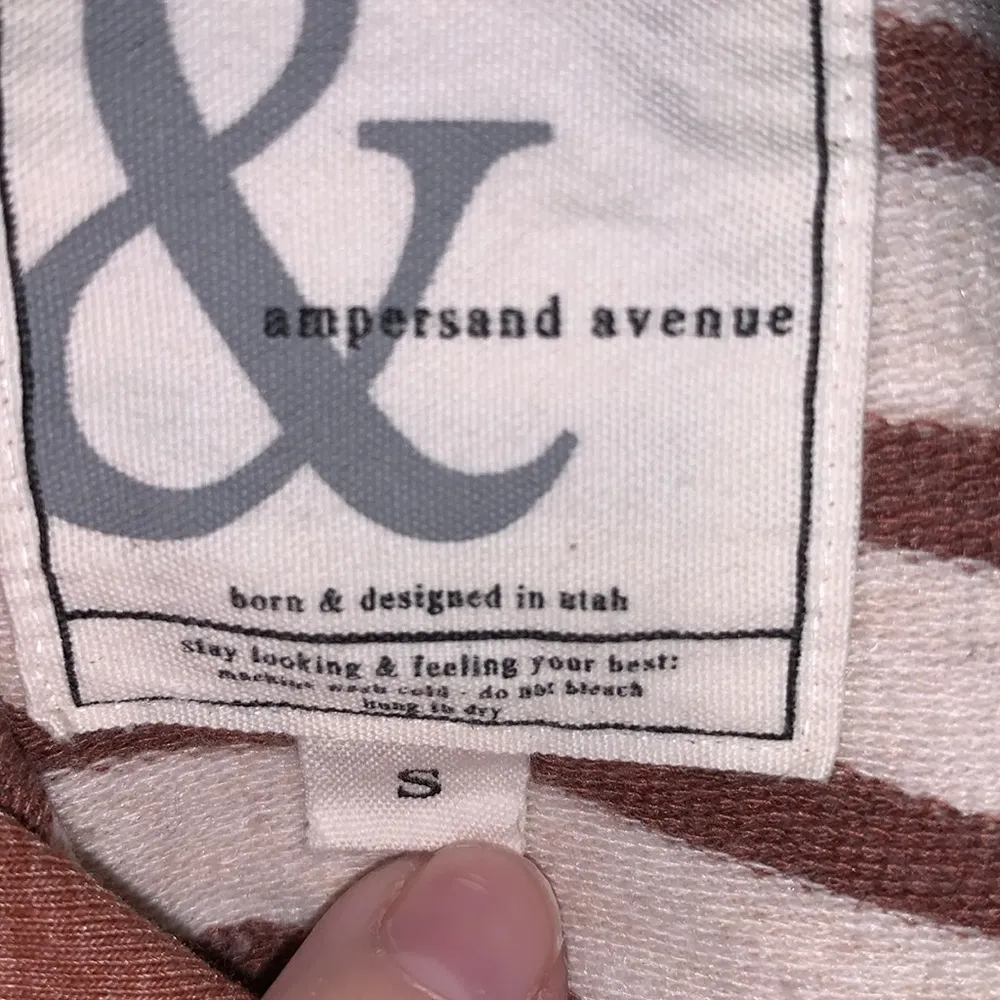 &
ampersand avenue
born & designed in utah
stay looking & feeling your best:
machine wash cold - do not bleach
hung to dry
S